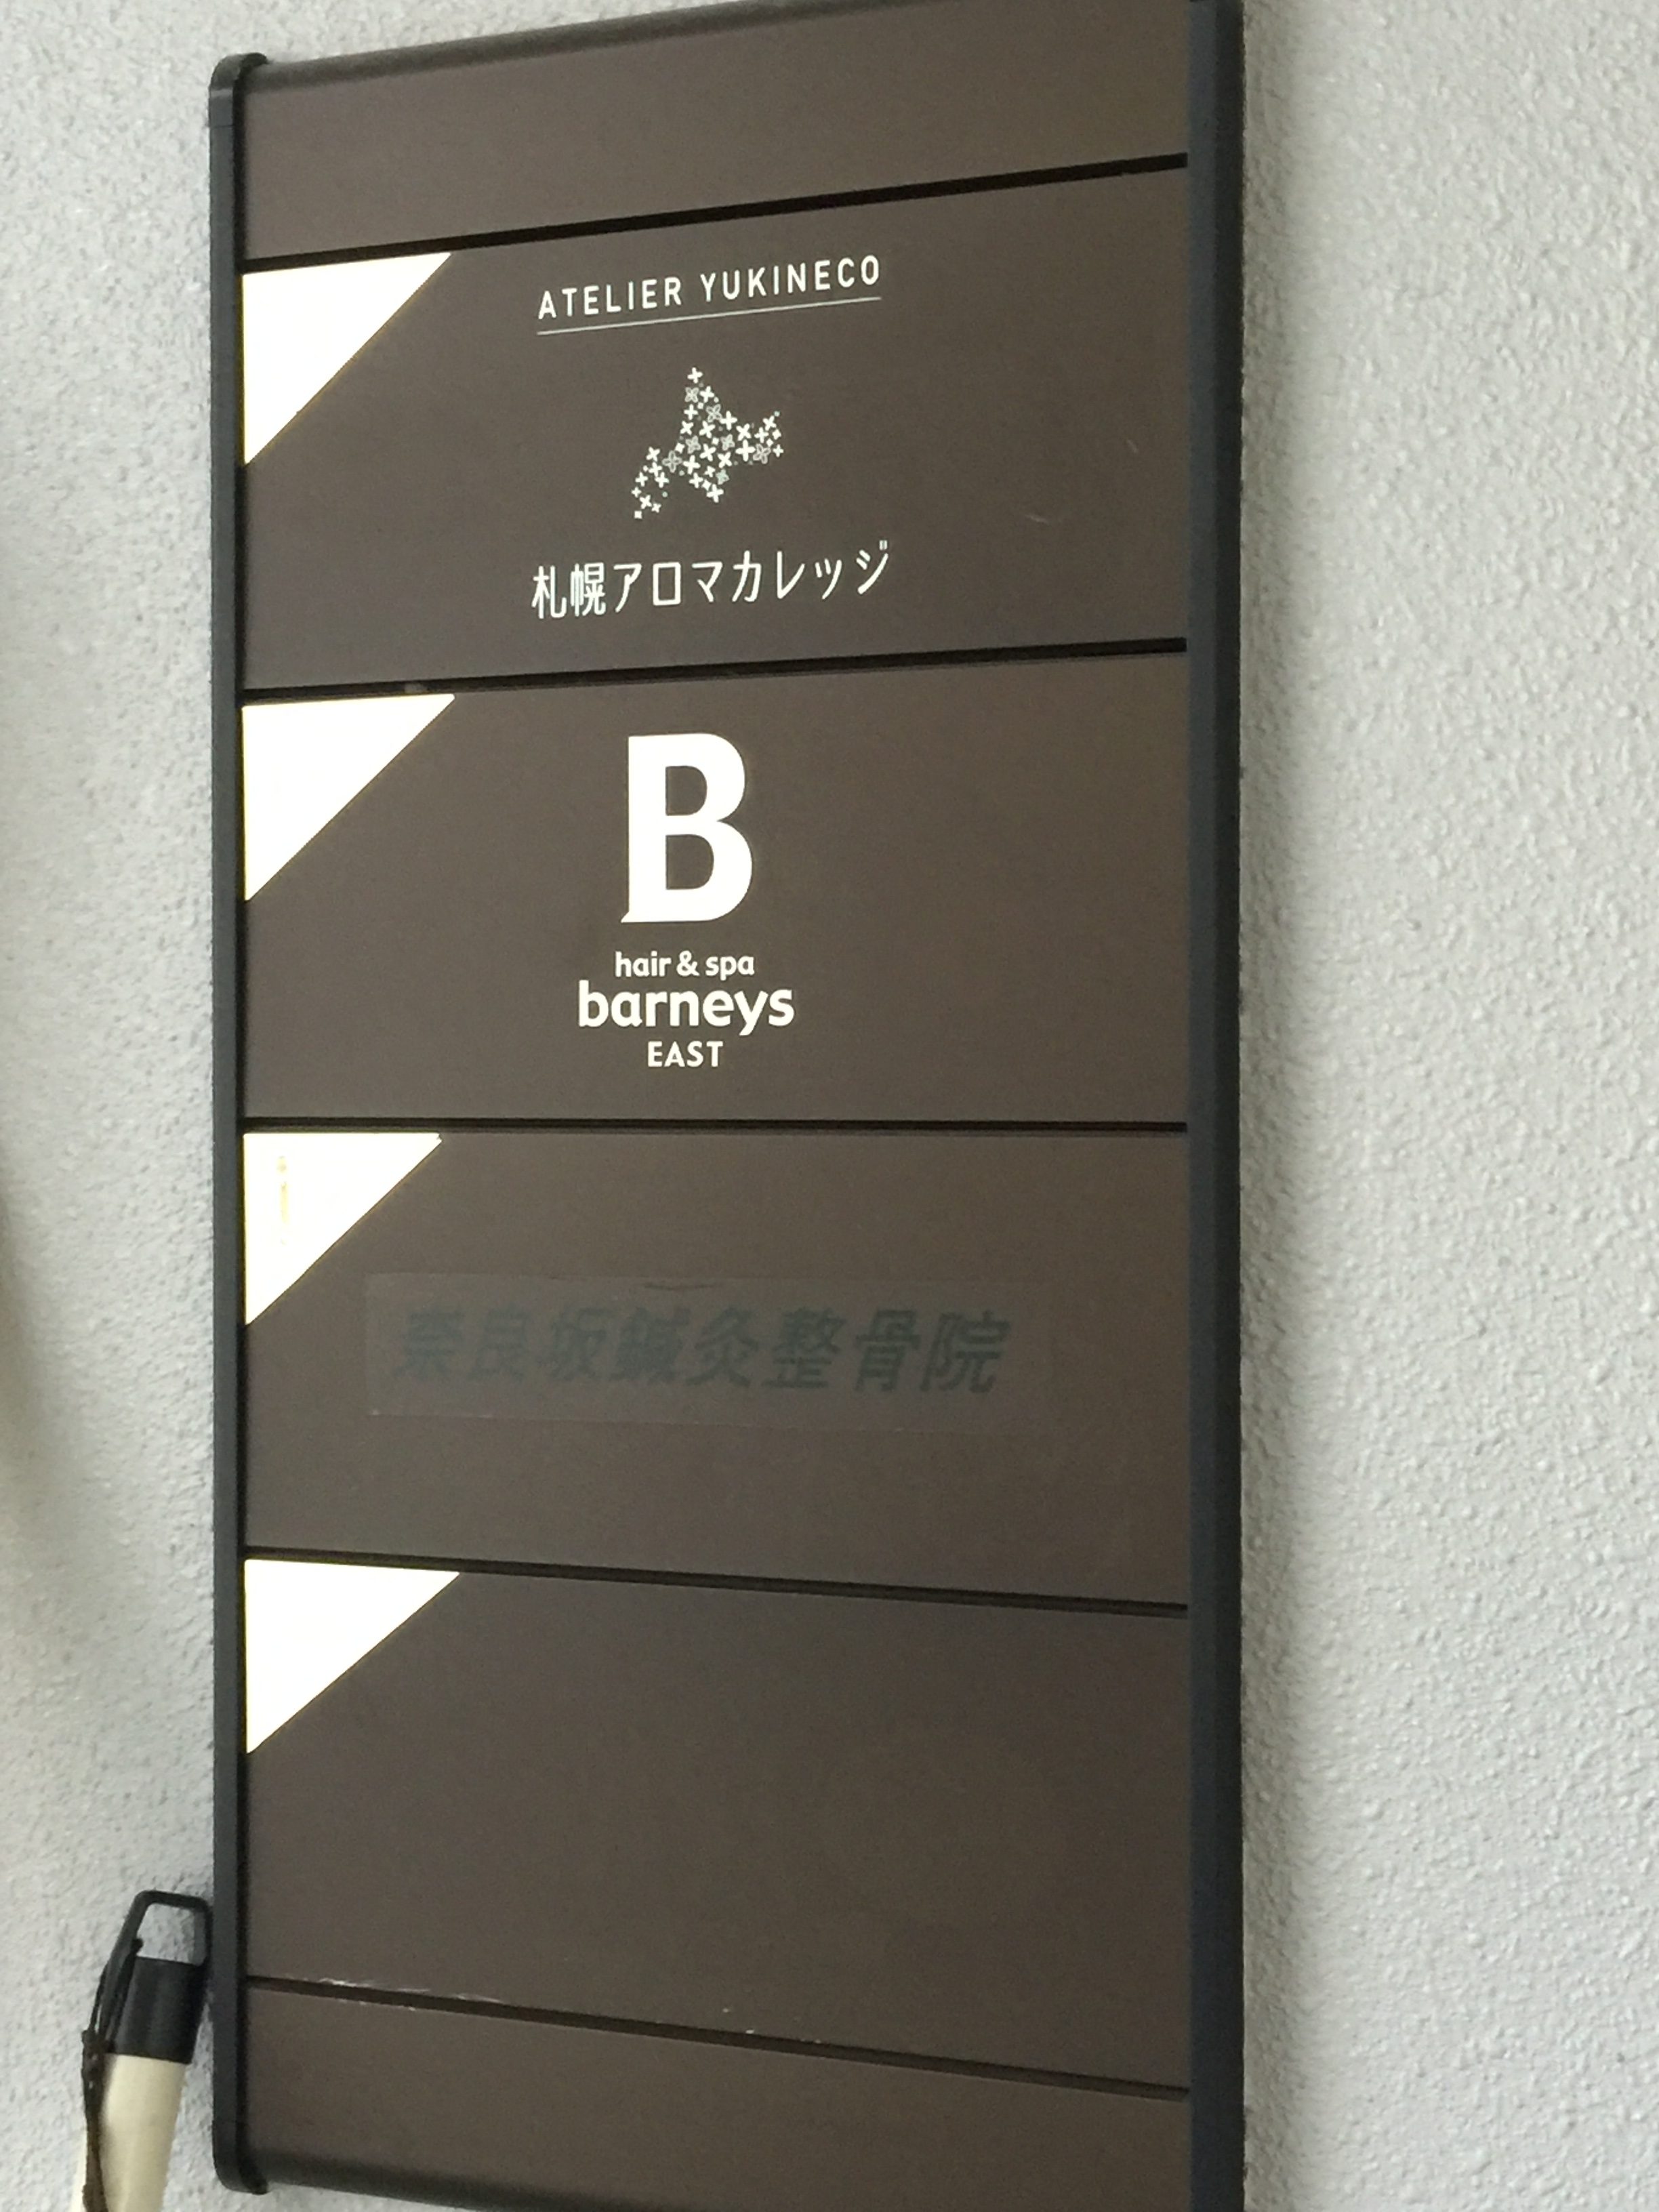 ATELIER YUKINECO
札幌アロマカレッジ
B
hair & spa
barneys
EAST
奈良坂鍼灸整骨院